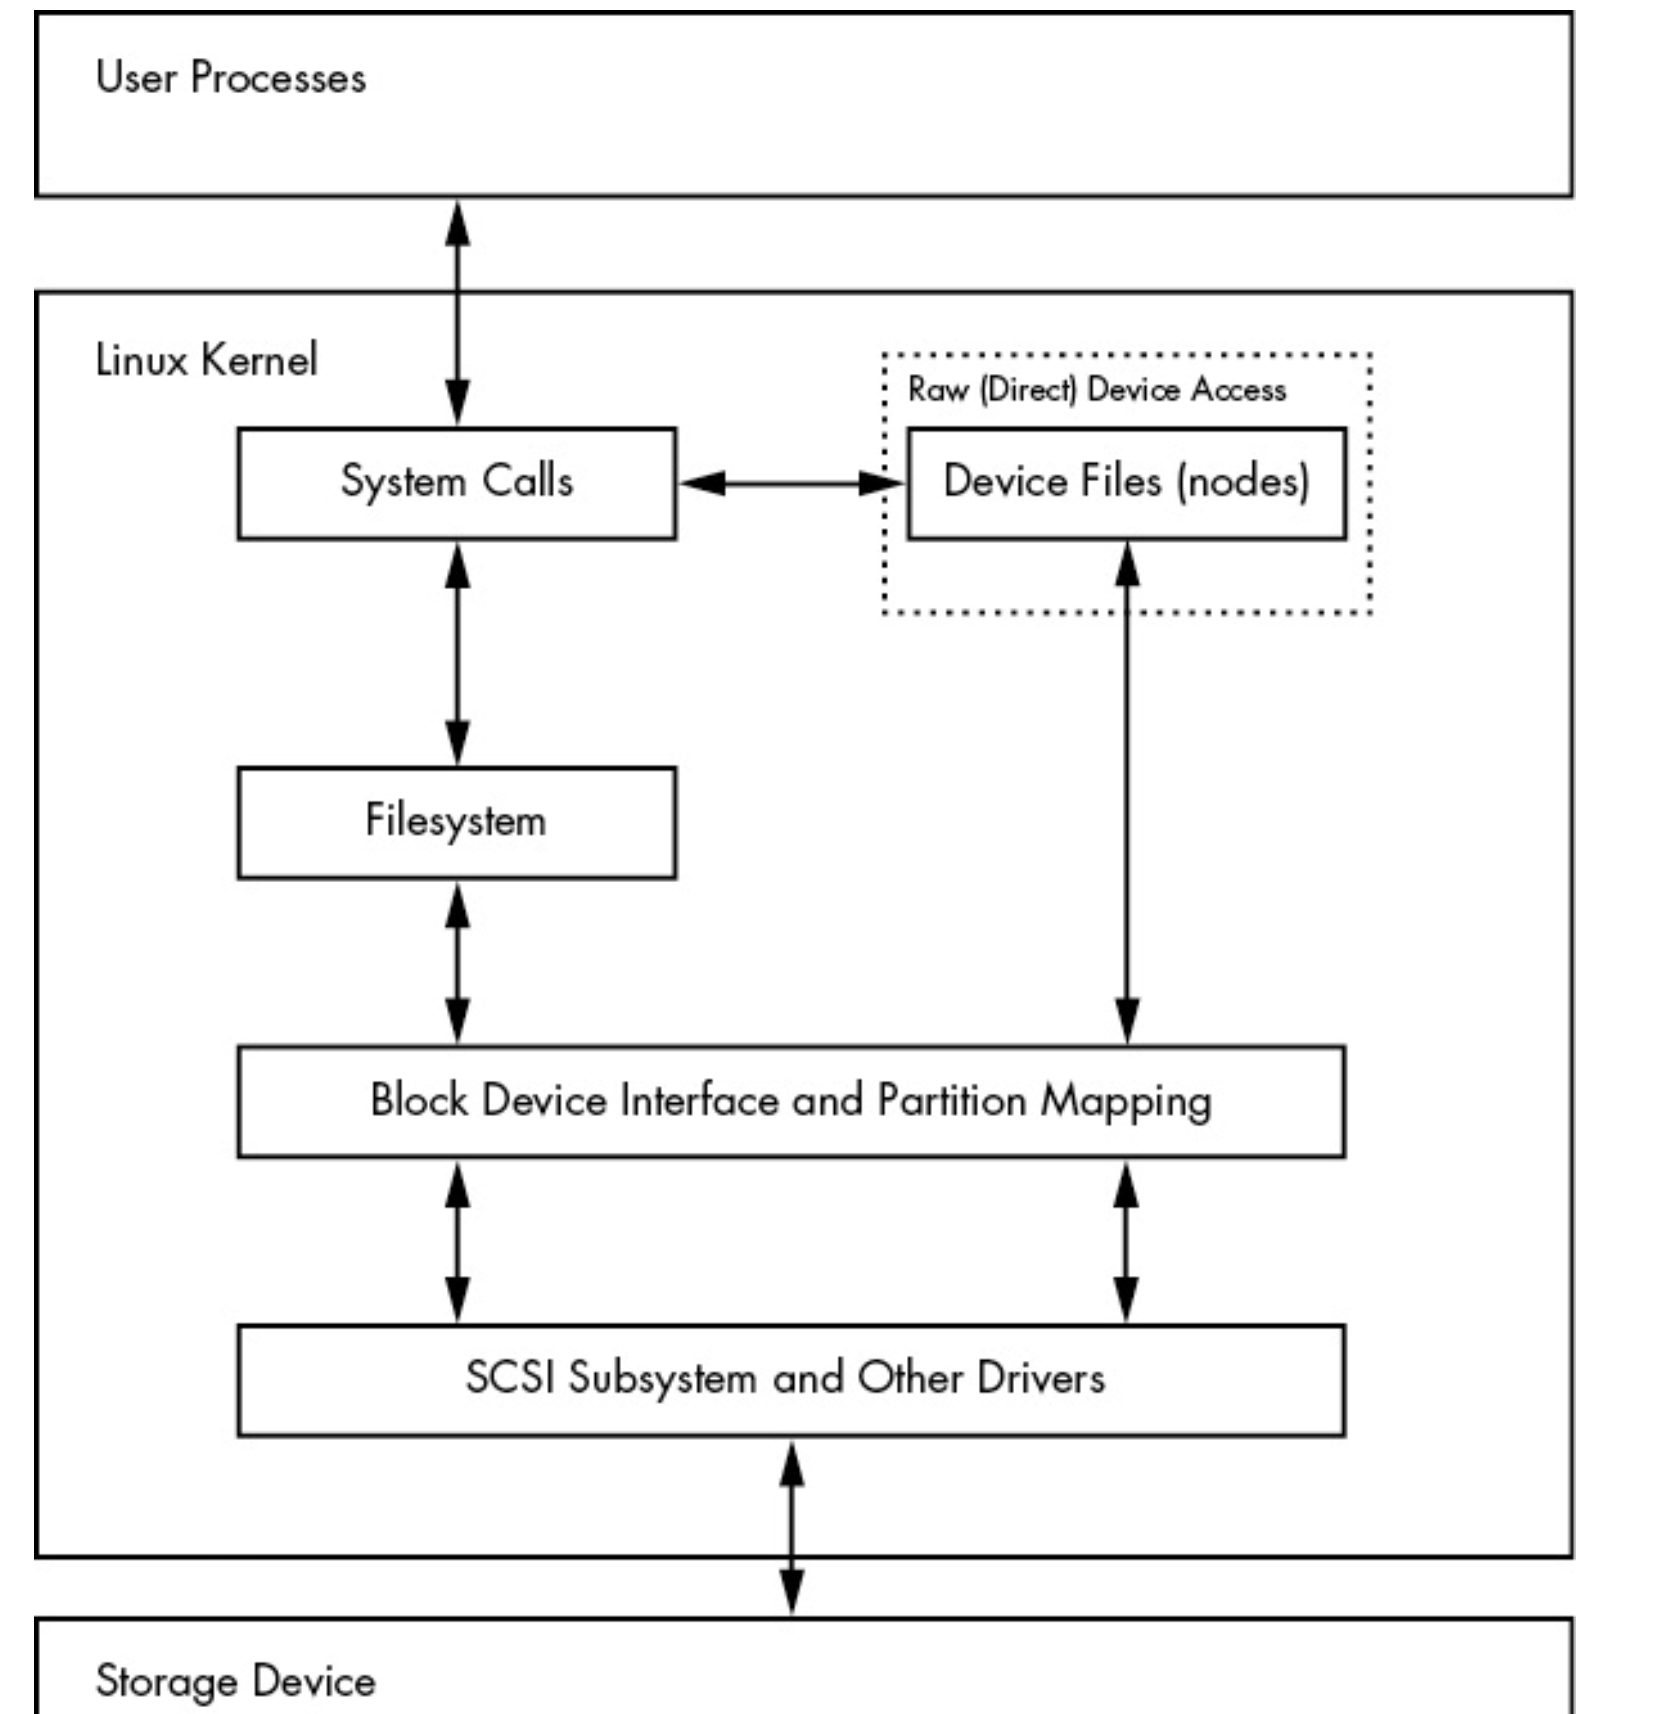 User Processes
Linux Kernel
Raw (Direct) Device Access
System Calls
Device Files (nodes)
Filesystem
Block Device Interface and Partition Mapping
SCSI Subsystem and Other Drivers
Storage Device